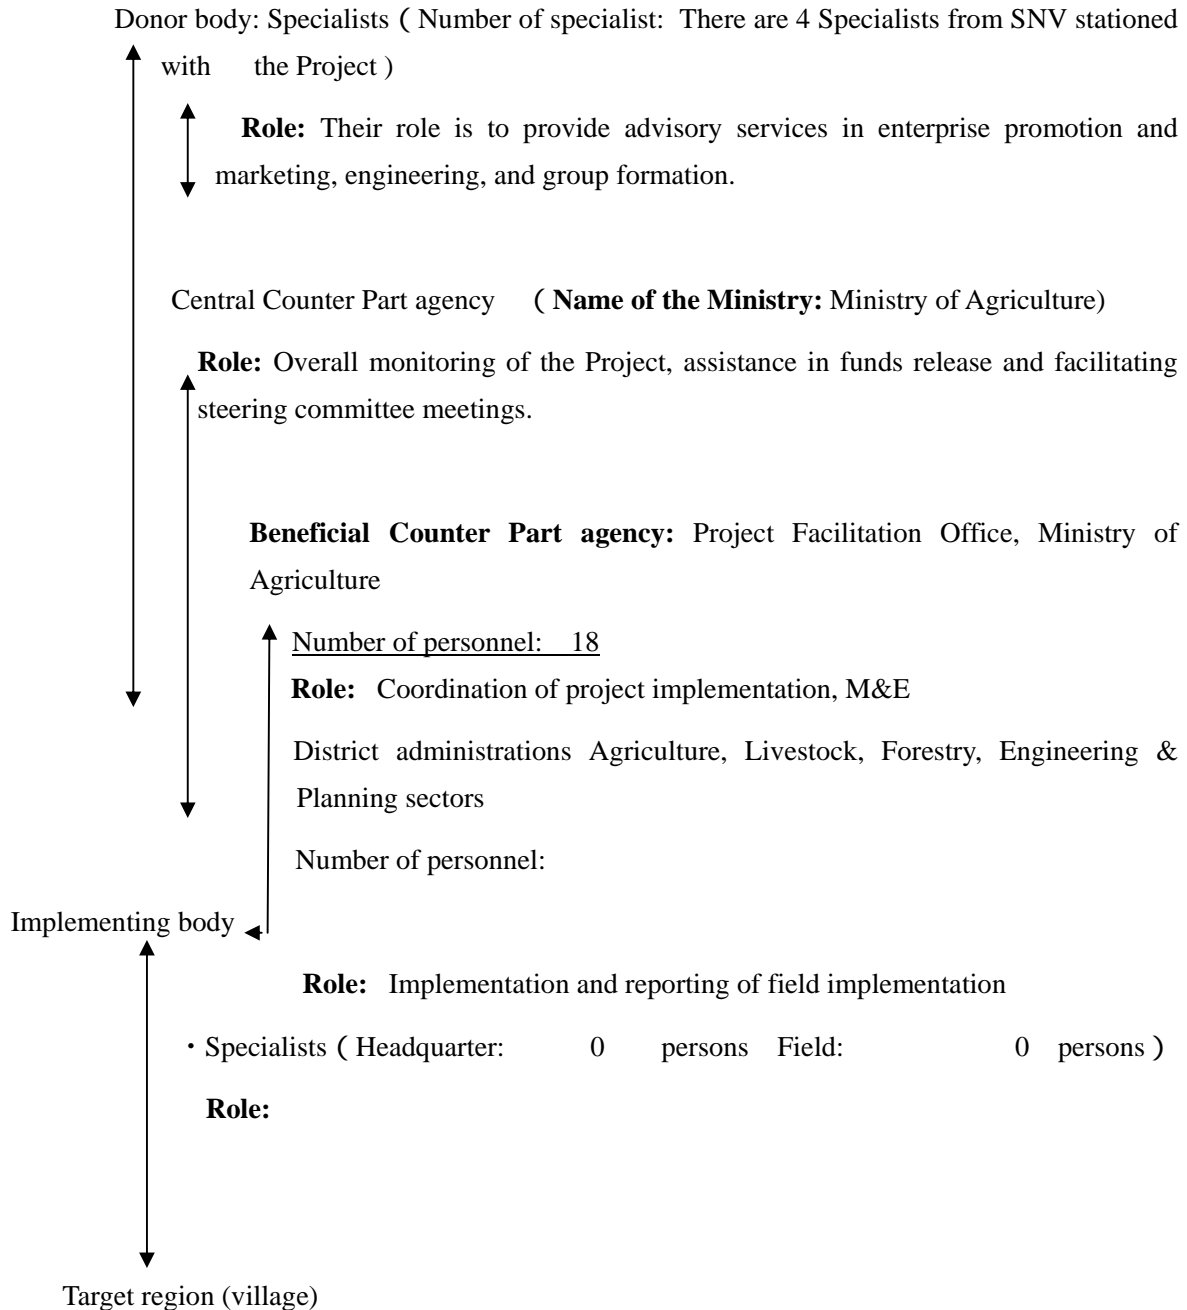 Donor body: Specialists ( Number of specialist: There are 4 Specialists from SNV stationed
with the Project )
Role: Their role is to provide advisory services in enterprise promotion and
marketing, engineering, and group formation.
Central Counter Part agency ( Name of the Ministry: Ministry of Agriculture)
Role: Overall monitoring of the Project, assistance in funds release and facilitating
steering committee meetings.
Beneficial Counter Part agency: Project Facilitation Office, Ministry of
Agriculture
Number of personnel: 18
Role: Coordination of project implementation, M&E
District administrations Agriculture, Livestock, Forestry, Engineering &
Planning sectors
Number of personnel:
Implementing body
Role: Implementation and reporting of field implementation
・Specialists ( Headquarter: 0 persons Field: 0 persons )
Role:
Target region (village)